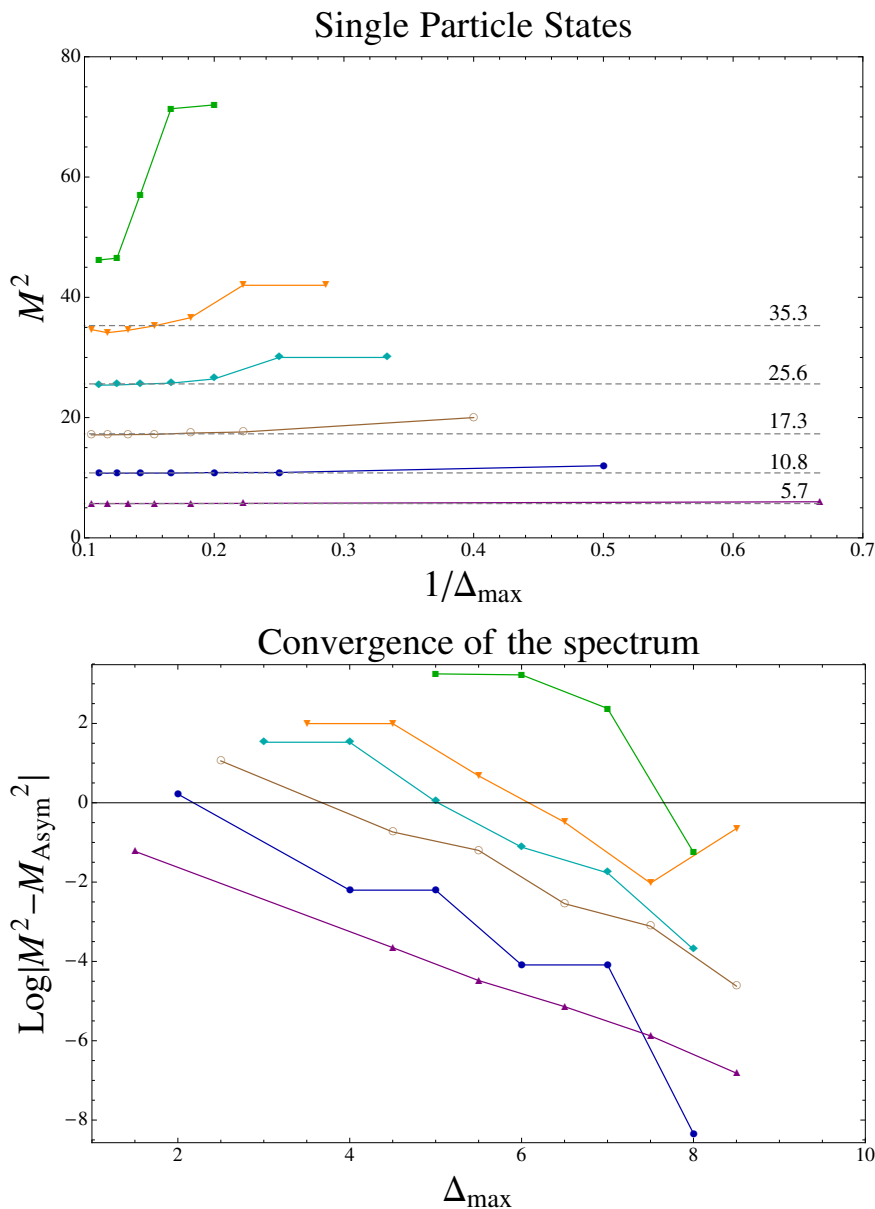 Single Particle States
80
60
40
20
0
M²
35.3
25.6
17.3
10.8
5.7
0.1 0.2 0.3 0.4 0.5 0.6 0.7
1/Δmax
Convergence of the spectrum
2
0
−2
−4
−6
−8
Log|M²−MAsym²|
2 4 6 8 10
Δmax